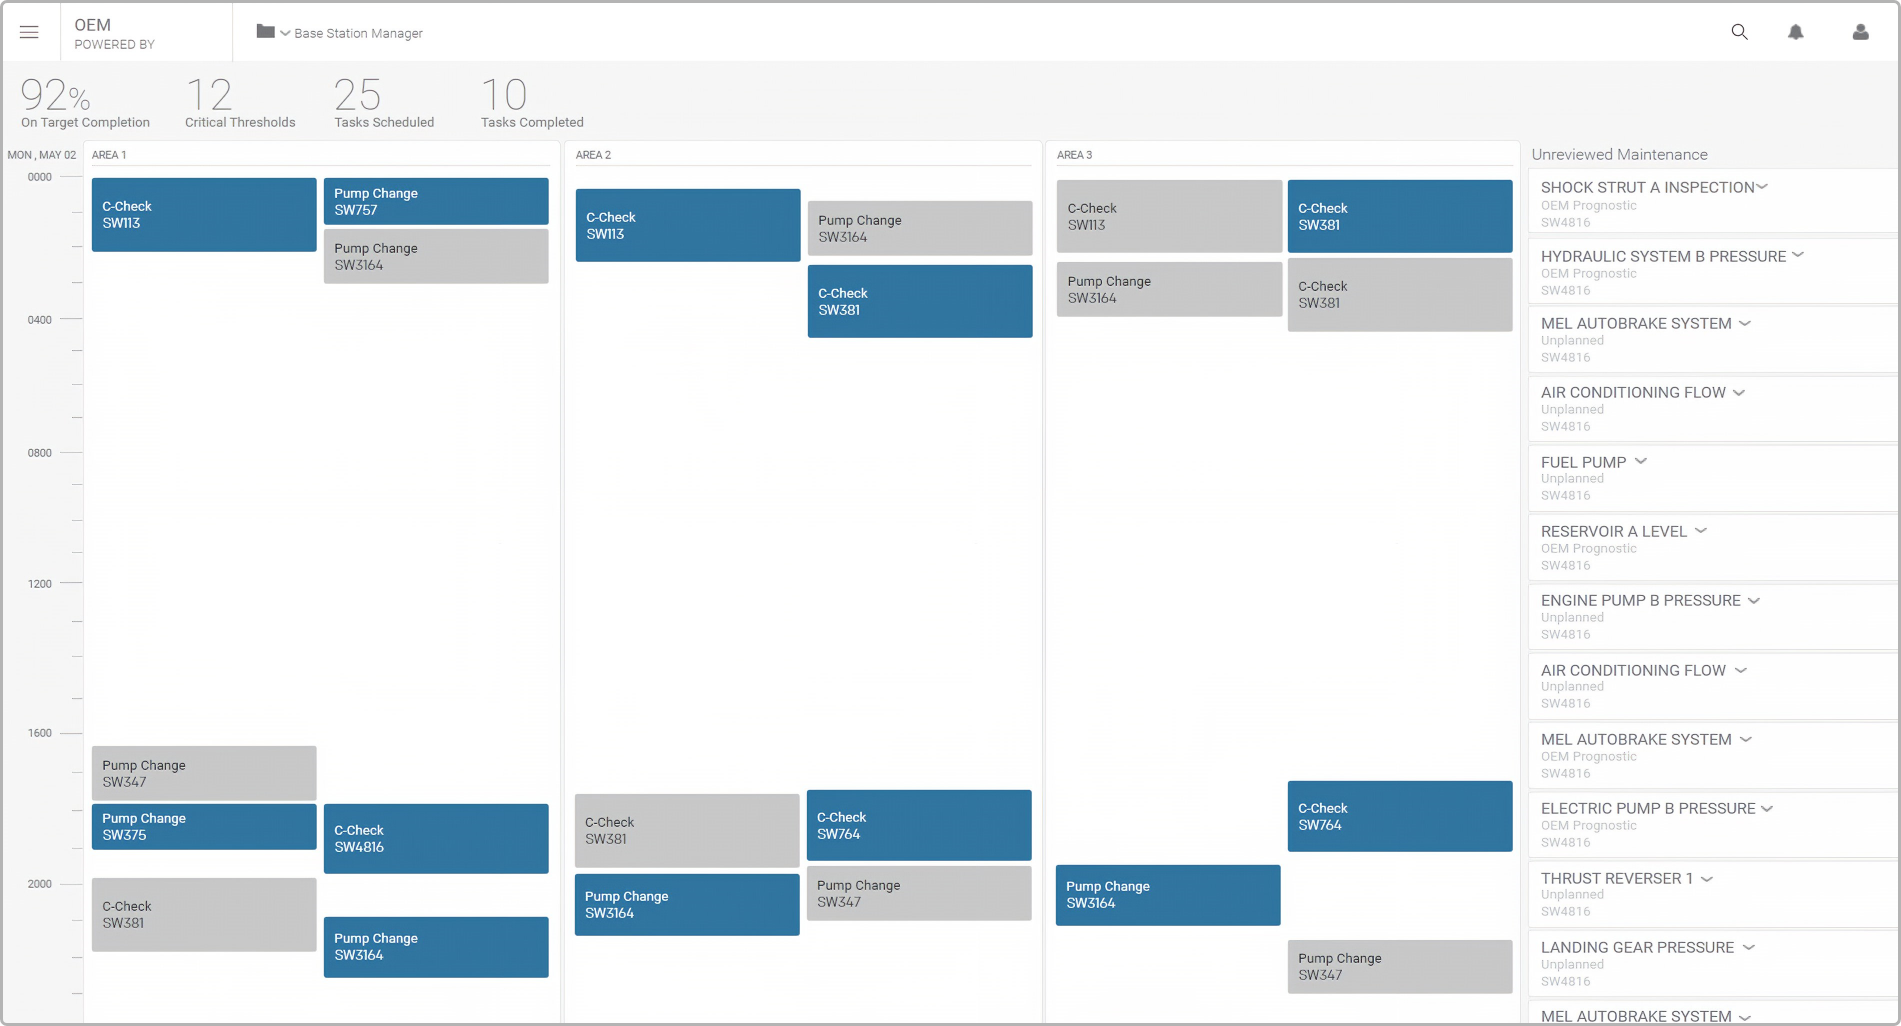 OEM
POWERED BY
Base Station Manager
92%
On Target Completion
12
Critical Thresholds
25
Tasks Scheduled
10
Tasks Completed
MON , MAY 02
0000
0400
0800
1200
1600
2000
AREA 1
C-Check
SW113
Pump Change
SW757
Pump Change
SW3164
Pump Change
SW347
Pump Change
SW375
C-Check
SW4816
C-Check
SW381
Pump Change
SW3164
AREA 2
C-Check
SW113
Pump Change
SW3164
C-Check
SW381
C-Check
SW381
C-Check
SW764
Pump Change
SW3164
Pump Change
SW347
AREA 3
C-Check
SW113
C-Check
SW381
Pump Change
SW3164
C-Check
SW381
C-Check
SW764
Pump Change
SW3164
Pump Change
SW347
Unreviewed Maintenance
SHOCK STRUT A INSPECTION
OEM Prognostic
SW4816
HYDRAULIC SYSTEM B PRESSURE
OEM Prognostic
SW4816
MEL AUTOBRAKE SYSTEM
Unplanned
SW4816
AIR CONDITIONING FLOW
Unplanned
SW4816
FUEL PUMP
Unplanned
SW4816
RESERVOIR A LEVEL
OEM Prognostic
SW4816
ENGINE PUMP B PRESSURE
Unplanned
SW4816
AIR CONDITIONING FLOW
Unplanned
SW4816
MEL AUTOBRAKE SYSTEM
OEM Prognostic
SW4816
ELECTRIC PUMP B PRESSURE
OEM Prognostic
SW4816
THRUST REVERSER 1
Unplanned
SW4816
LANDING GEAR PRESSURE
Unplanned
SW4816
MEL AUTOBRAKE SYSTEM